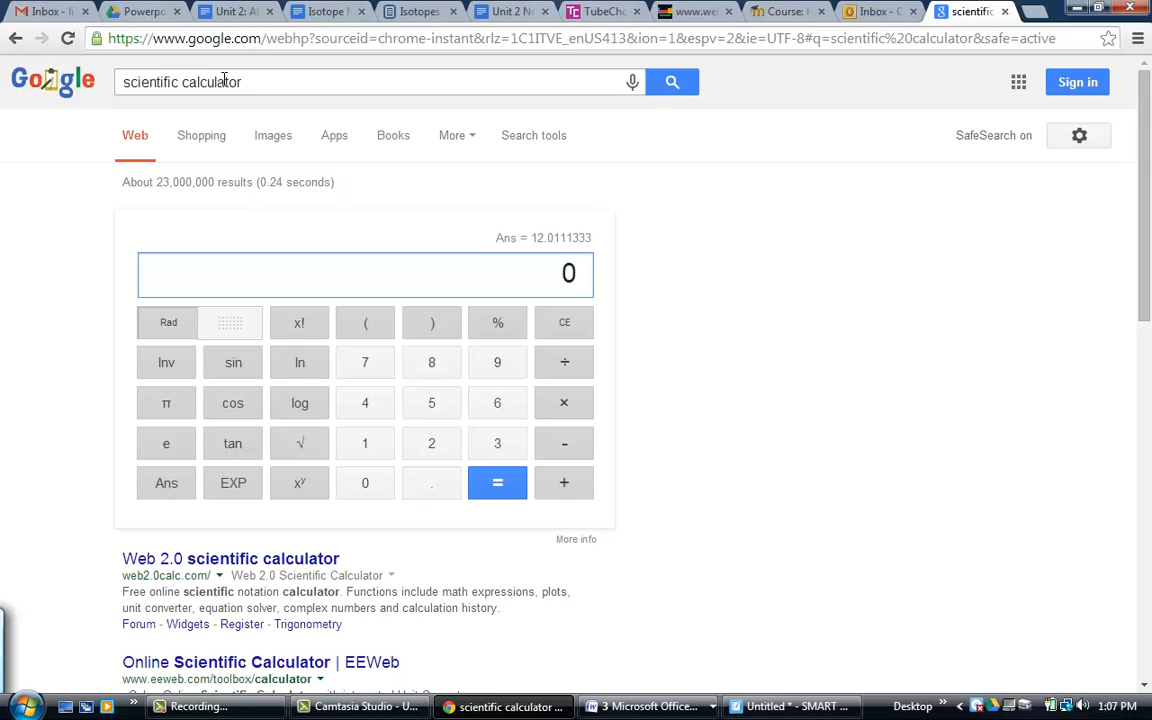 Inbox - li
Powerpo
Unit 2: At
Isotope N
Isotopes
Unit 2 Ne
TubeCho
www.wei
Course: H
Inbox - C
scientific
https://www.google.com/webhp?sourceid=chrome-instant&rlz=1C1ITVE_enUS413&ion=1&espv=2&ie=UTF-8#q=scientific%20calculator&safe=active
Google
scientific calculator
Sign in
Web Shopping Images Apps Books More Search tools
SafeSearch on
About 23,000,000 results (0.24 seconds)
Ans = 12.0111333
0
Rad x! ( ) % CE
Inv sin ln 7 8 9 ÷
π cos log 4 5 6 ×
e tan √ 1 2 3 -
Ans EXP xʸ 0 . = +
More info
Web 2.0 scientific calculator
web2.0calc.com/ Web 2.0 Scientific Calculator
Free online scientific notation calculator. Functions include math expressions, plots,
unit converter, equation solver, complex numbers and calculation history.
Forum - Widgets - Register - Trigonometry
Online Scientific Calculator | EEWeb
www.eeweb.com/toolbox/calculator
Recording...
Camtasia Studio - U...
scientific calculator ...
3 Microsoft Office...
Untitled * - SMART ...
Desktop
1:07 PM